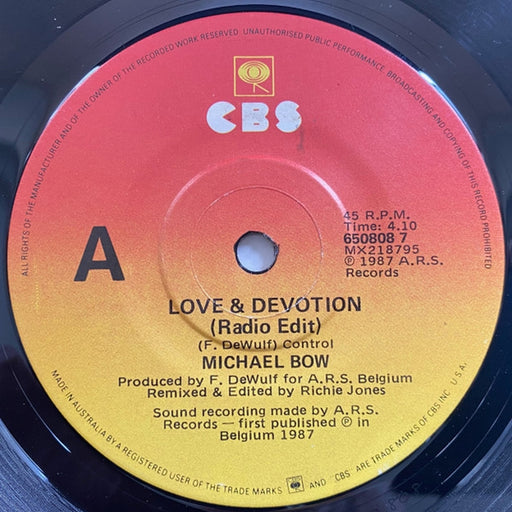 ALL RIGHTS OF THE MANUFACTURER AND OF THE OWNER OF THE RECORDED WORK RESERVED. UNAUTHORISED PUBLIC PERFORMANCE, BROADCASTING AND COPYING OF THIS RECORD PROHIBITED
CBS
A
45 R.P.M.
Time: 4.10
650808 7
MX218795
℗ 1987 A.R.S.
Records
LOVE & DEVOTION
(Radio Edit)
(F. DeWulf) Control
MICHAEL BOW
Produced by F. DeWulf for A.R.S. Belgium
Remixed & Edited by Richie Jones
Sound recording made by A.R.S.
Records — first published ℗ in
Belgium 1987
MADE IN AUSTRALIA BY A REGISTERED USER OF THE TRADE MARKS AND "CBS" ARE TRADE MARKS OF CBS INC. U.S.A.